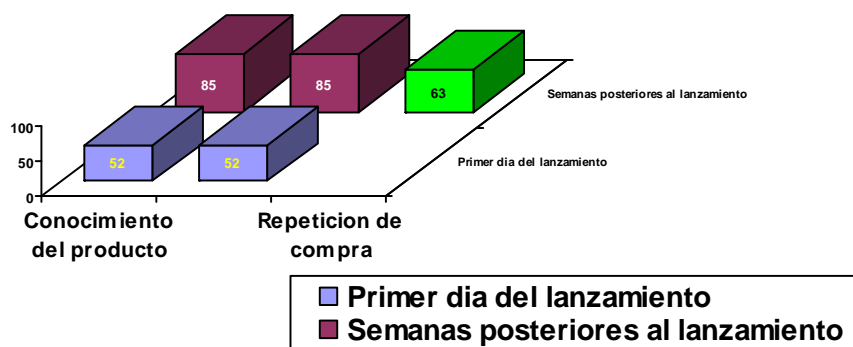 85
85
63
Semanas posteriores al lanzamiento
100
50
0
52
52
Primer dia del lanzamiento
Conocimiento
del producto
Repeticion de
compra
Primer dia del lanzamiento
Semanas posteriores al lanzamiento